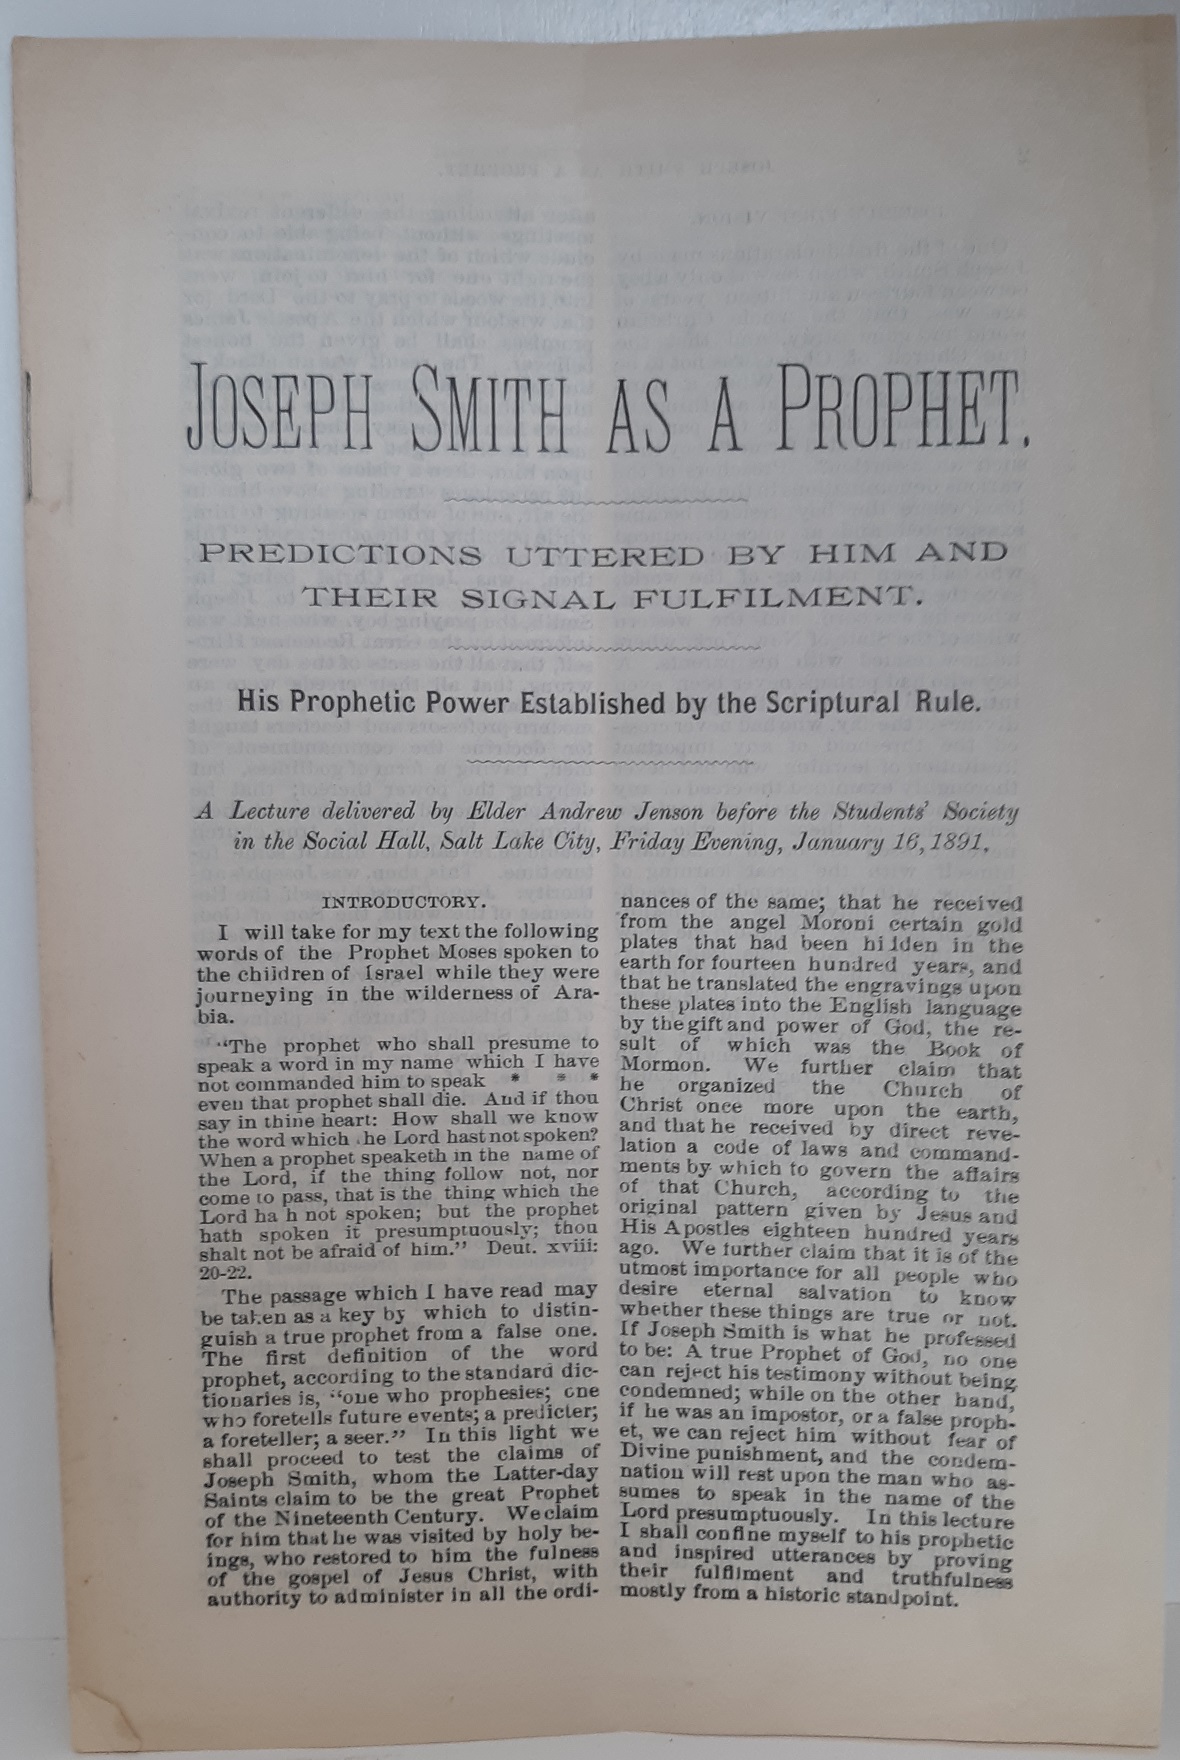 JOSEPH SMITH AS A PROPHET.
PREDICTIONS UTTERED BY HIM AND
THEIR SIGNAL FULFILMENT.
His Prophetic Power Established by the Scriptural Rule.
A Lecture delivered by Elder Andrew Jenson before the Students' Society
in the Social Hall, Salt Lake City, Friday Evening, January 16, 1891.
INTRODUCTORY.
I will take for my text the following
words of the Prophet Moses spoken to
the children of Israel while they were
journeying in the wilderness of Ara-
bia.
"The prophet who shall presume to
speak a word in my name which I have
not commanded him to speak * * *
even that prophet shall die. And if thou
say in thine heart: How shall we know
the word which he Lord hast not spoken?
When a prophet speaketh in the name of
the Lord, if the thing follow not, nor
come to pass, that is the thing which the
Lord ha h not spoken; but the prophet
hath spoken it presumptuously; thou
shalt not be afraid of him." Deut. xviii:
20-22.
The passage which I have read may
be taken as a key by which to distin-
guish a true prophet from a false one.
The first definition of the word
prophet, according to the standard dic-
tionaries is, "one who prophesies; one
who foretells future events; a predicter;
a foreteller; a seer." In this light we
shall proceed to test the claims of
Joseph Smith, whom the Latter-day
Saints claim to be the great Prophet
of the Nineteenth Century. We claim
for him that he was visited by holy be-
ings, who restored to him the fulness
of the gospel of Jesus Christ, with
authority to administer in all the ordi-
nances of the same; that he received
from the angel Moroni certain gold
plates that had been hidden in the
earth for fourteen hundred years, and
that he translated the engravings upon
these plates into the English language
by the gift and power of God, the re-
sult of which was the Book of
Mormon. We further claim that
he organized the Church of
Christ once more upon the earth,
and that he received by direct reve-
lation a code of laws and command-
ments by which to govern the affairs
of that Church, according to the
original pattern given by Jesus and
His Apostles eighteen hundred years
ago. We further claim that it is of the
utmost importance for all people who
desire eternal salvation to know
whether these things are true or not.
If Joseph Smith is what he professed
to be: A true Prophet of God, no one
can reject his testimony without being
condemned; while on the other hand,
if he was an impostor, or a false proph-
et, we can reject him without fear of
Divine punishment, and the condem-
nation will rest upon the man who as-
sumes to speak in the name of the
Lord presumptuously. In this lecture
I shall confine myself to his prophetic
and inspired utterances by proving
their fulfilment and truthfulness
mostly from a historic standpoint.